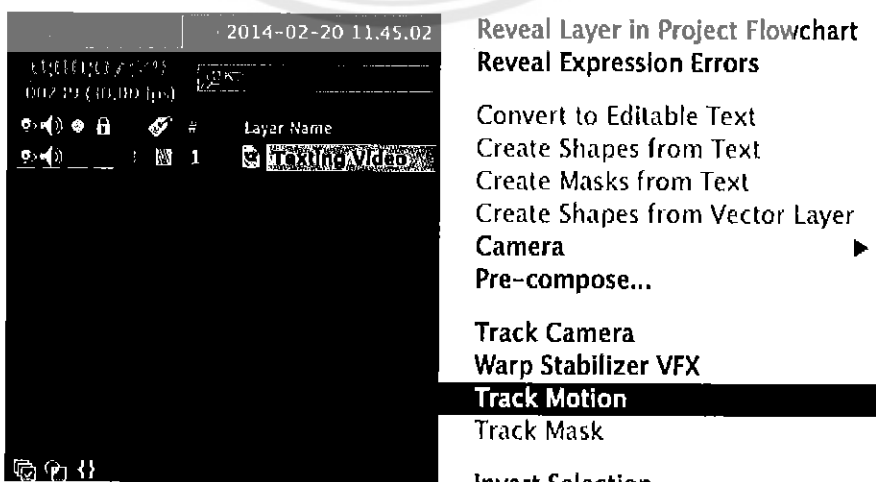 2014-02-20 11.45.02
# Layer Name
1 Texting Video
Reveal Layer in Project Flowchart
Reveal Expression Errors
Convert to Editable Text
Create Shapes from Text
Create Masks from Text
Create Shapes from Vector Layer
Camera
Pre-compose...
Track Camera
Warp Stabilizer VFX
Track Motion
Track Mask
Invert Selection